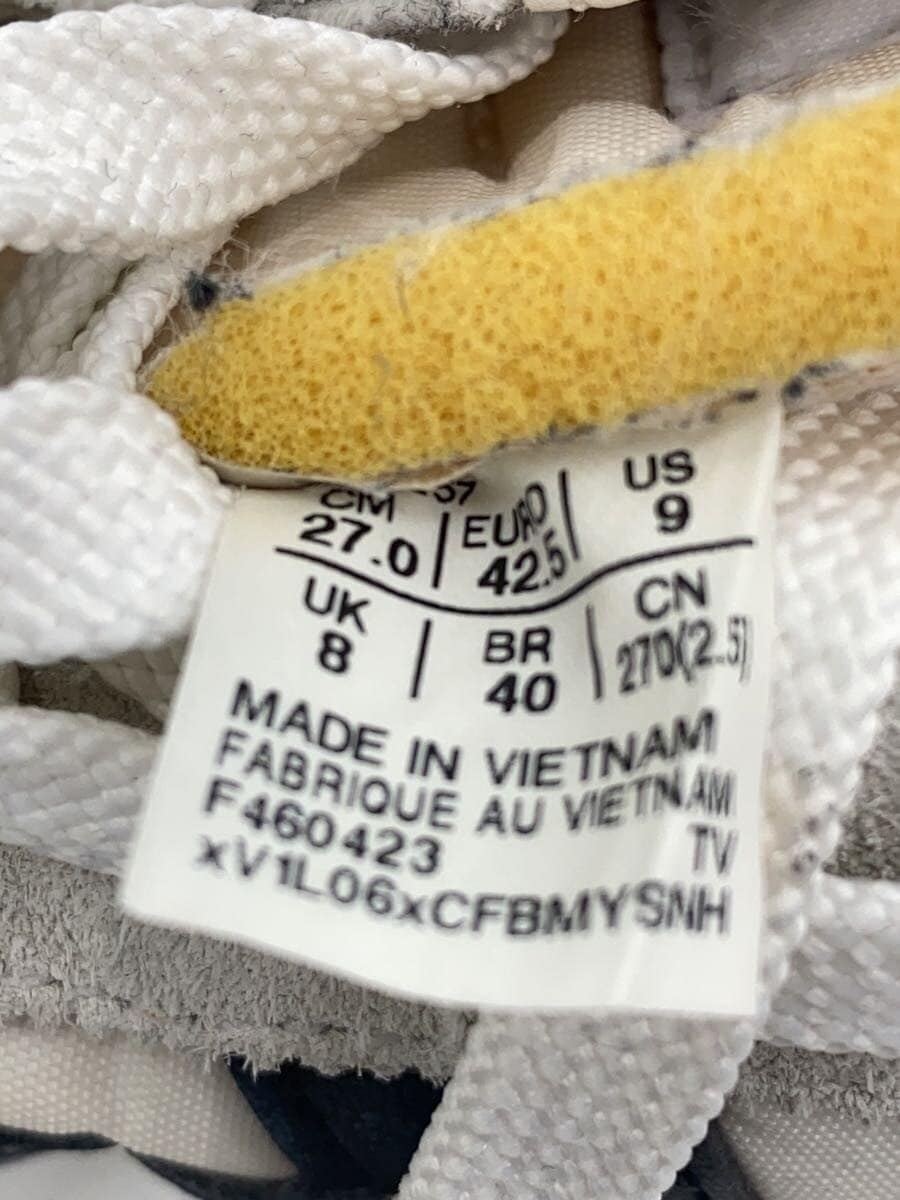 CM EURO US
27.0 42.5 9
UK BR CN
8 40 270(2.5)
MADE IN VIETNAM
FABRIQUE AU VIETNAM
F460423 TV
xV1L06xCFBMYSNH